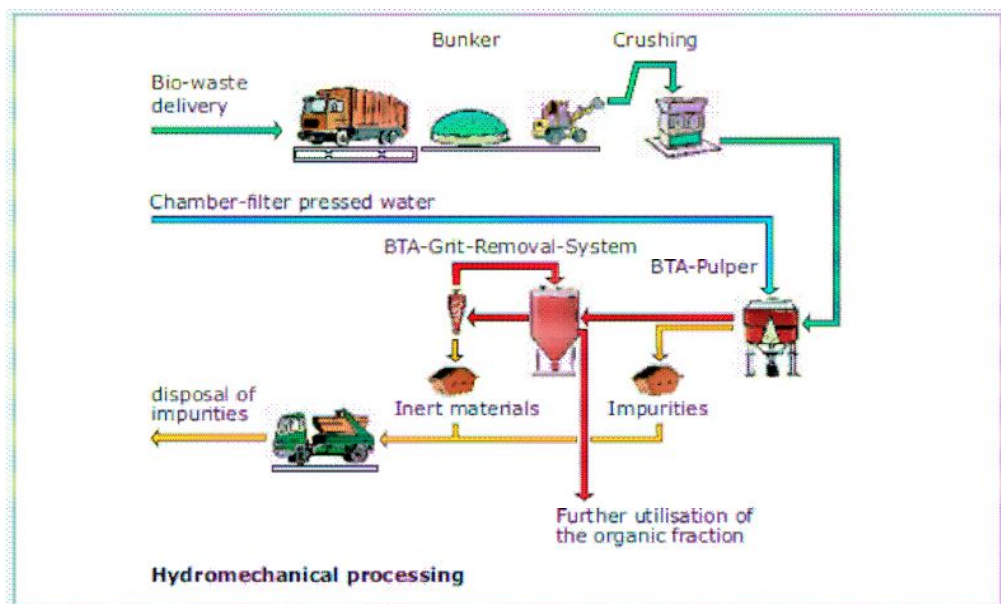 Bunker
Crushing
Bio-waste
delivery
Chamber-filter pressed water
BTA-Grit-Removal-System
BTA-Pulper
disposal of
impurities
Inert materials
Impurities
Further utilisation of
the organic fraction
Hydromechanical processing